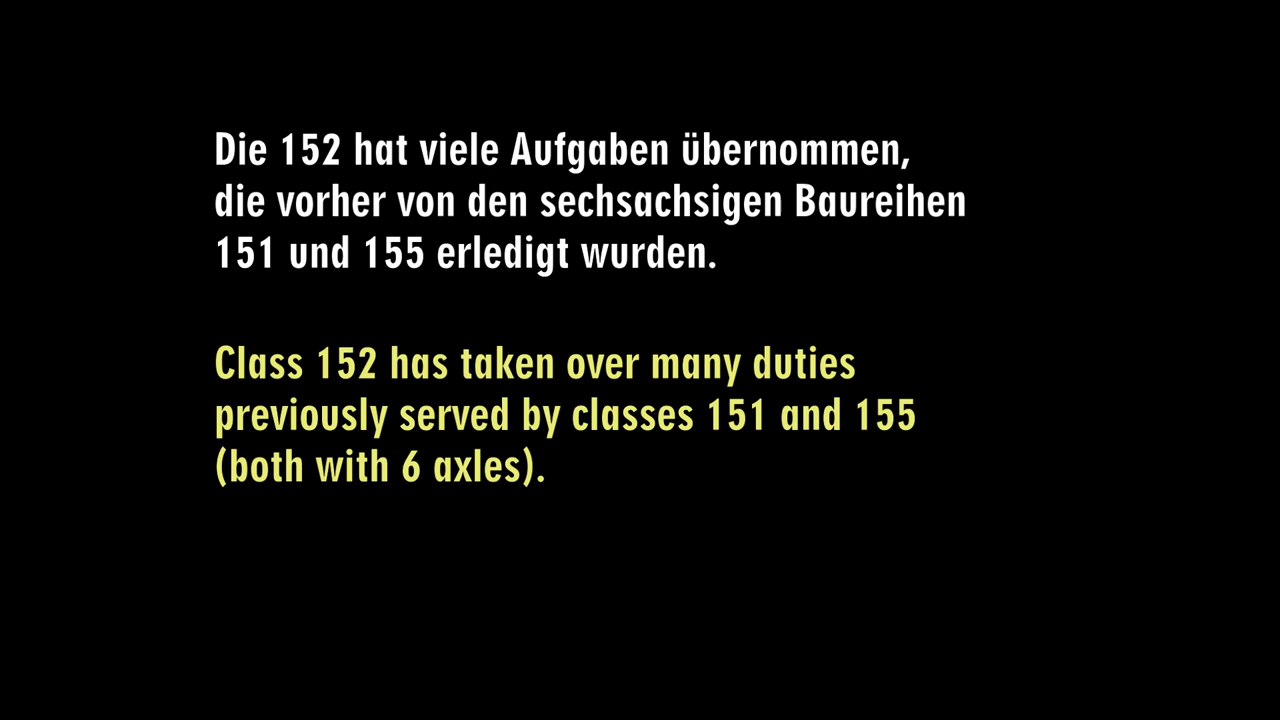 Die 152 hat viele Aufgaben übernommen,
die vorher von den sechsachsigen Baureihen
151 und 155 erledigt wurden.
Class 152 has taken over many duties
previously served by classes 151 and 155
(both with 6 axles).